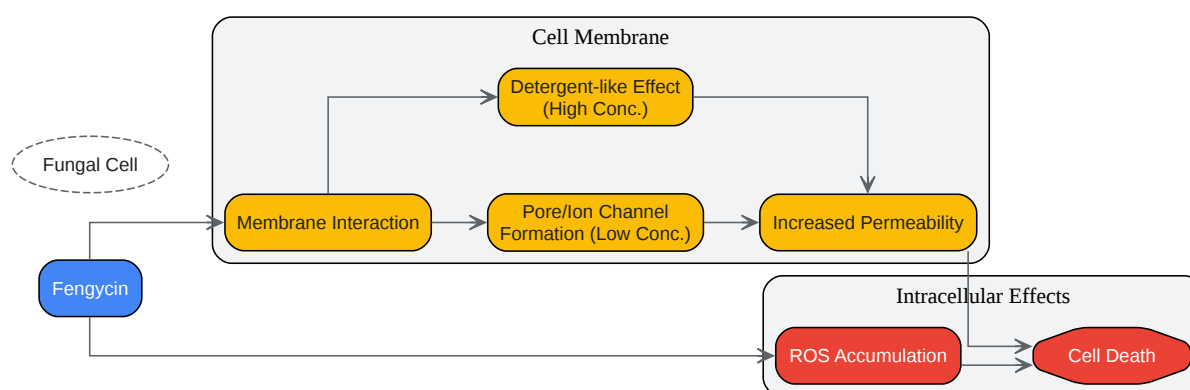 Cell Membrane
Detergent-like Effect
(High Conc.)
Fungal Cell
Membrane Interaction
Pore/Ion Channel
Formation (Low Conc.)
Increased Permeability
Fengycin
Intracellular Effects
ROS Accumulation
Cell Death